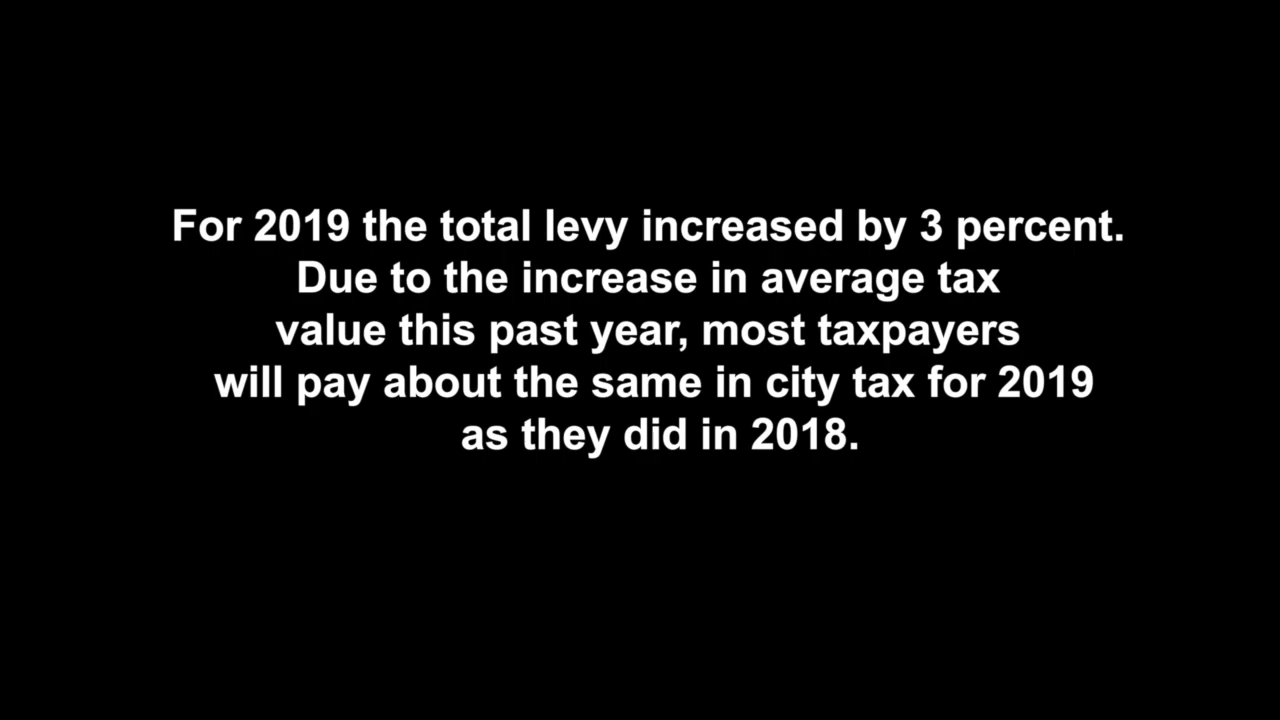 For 2019 the total levy increased by 3 percent.
Due to the increase in average tax
value this past year, most taxpayers
will pay about the same in city tax for 2019
as they did in 2018.